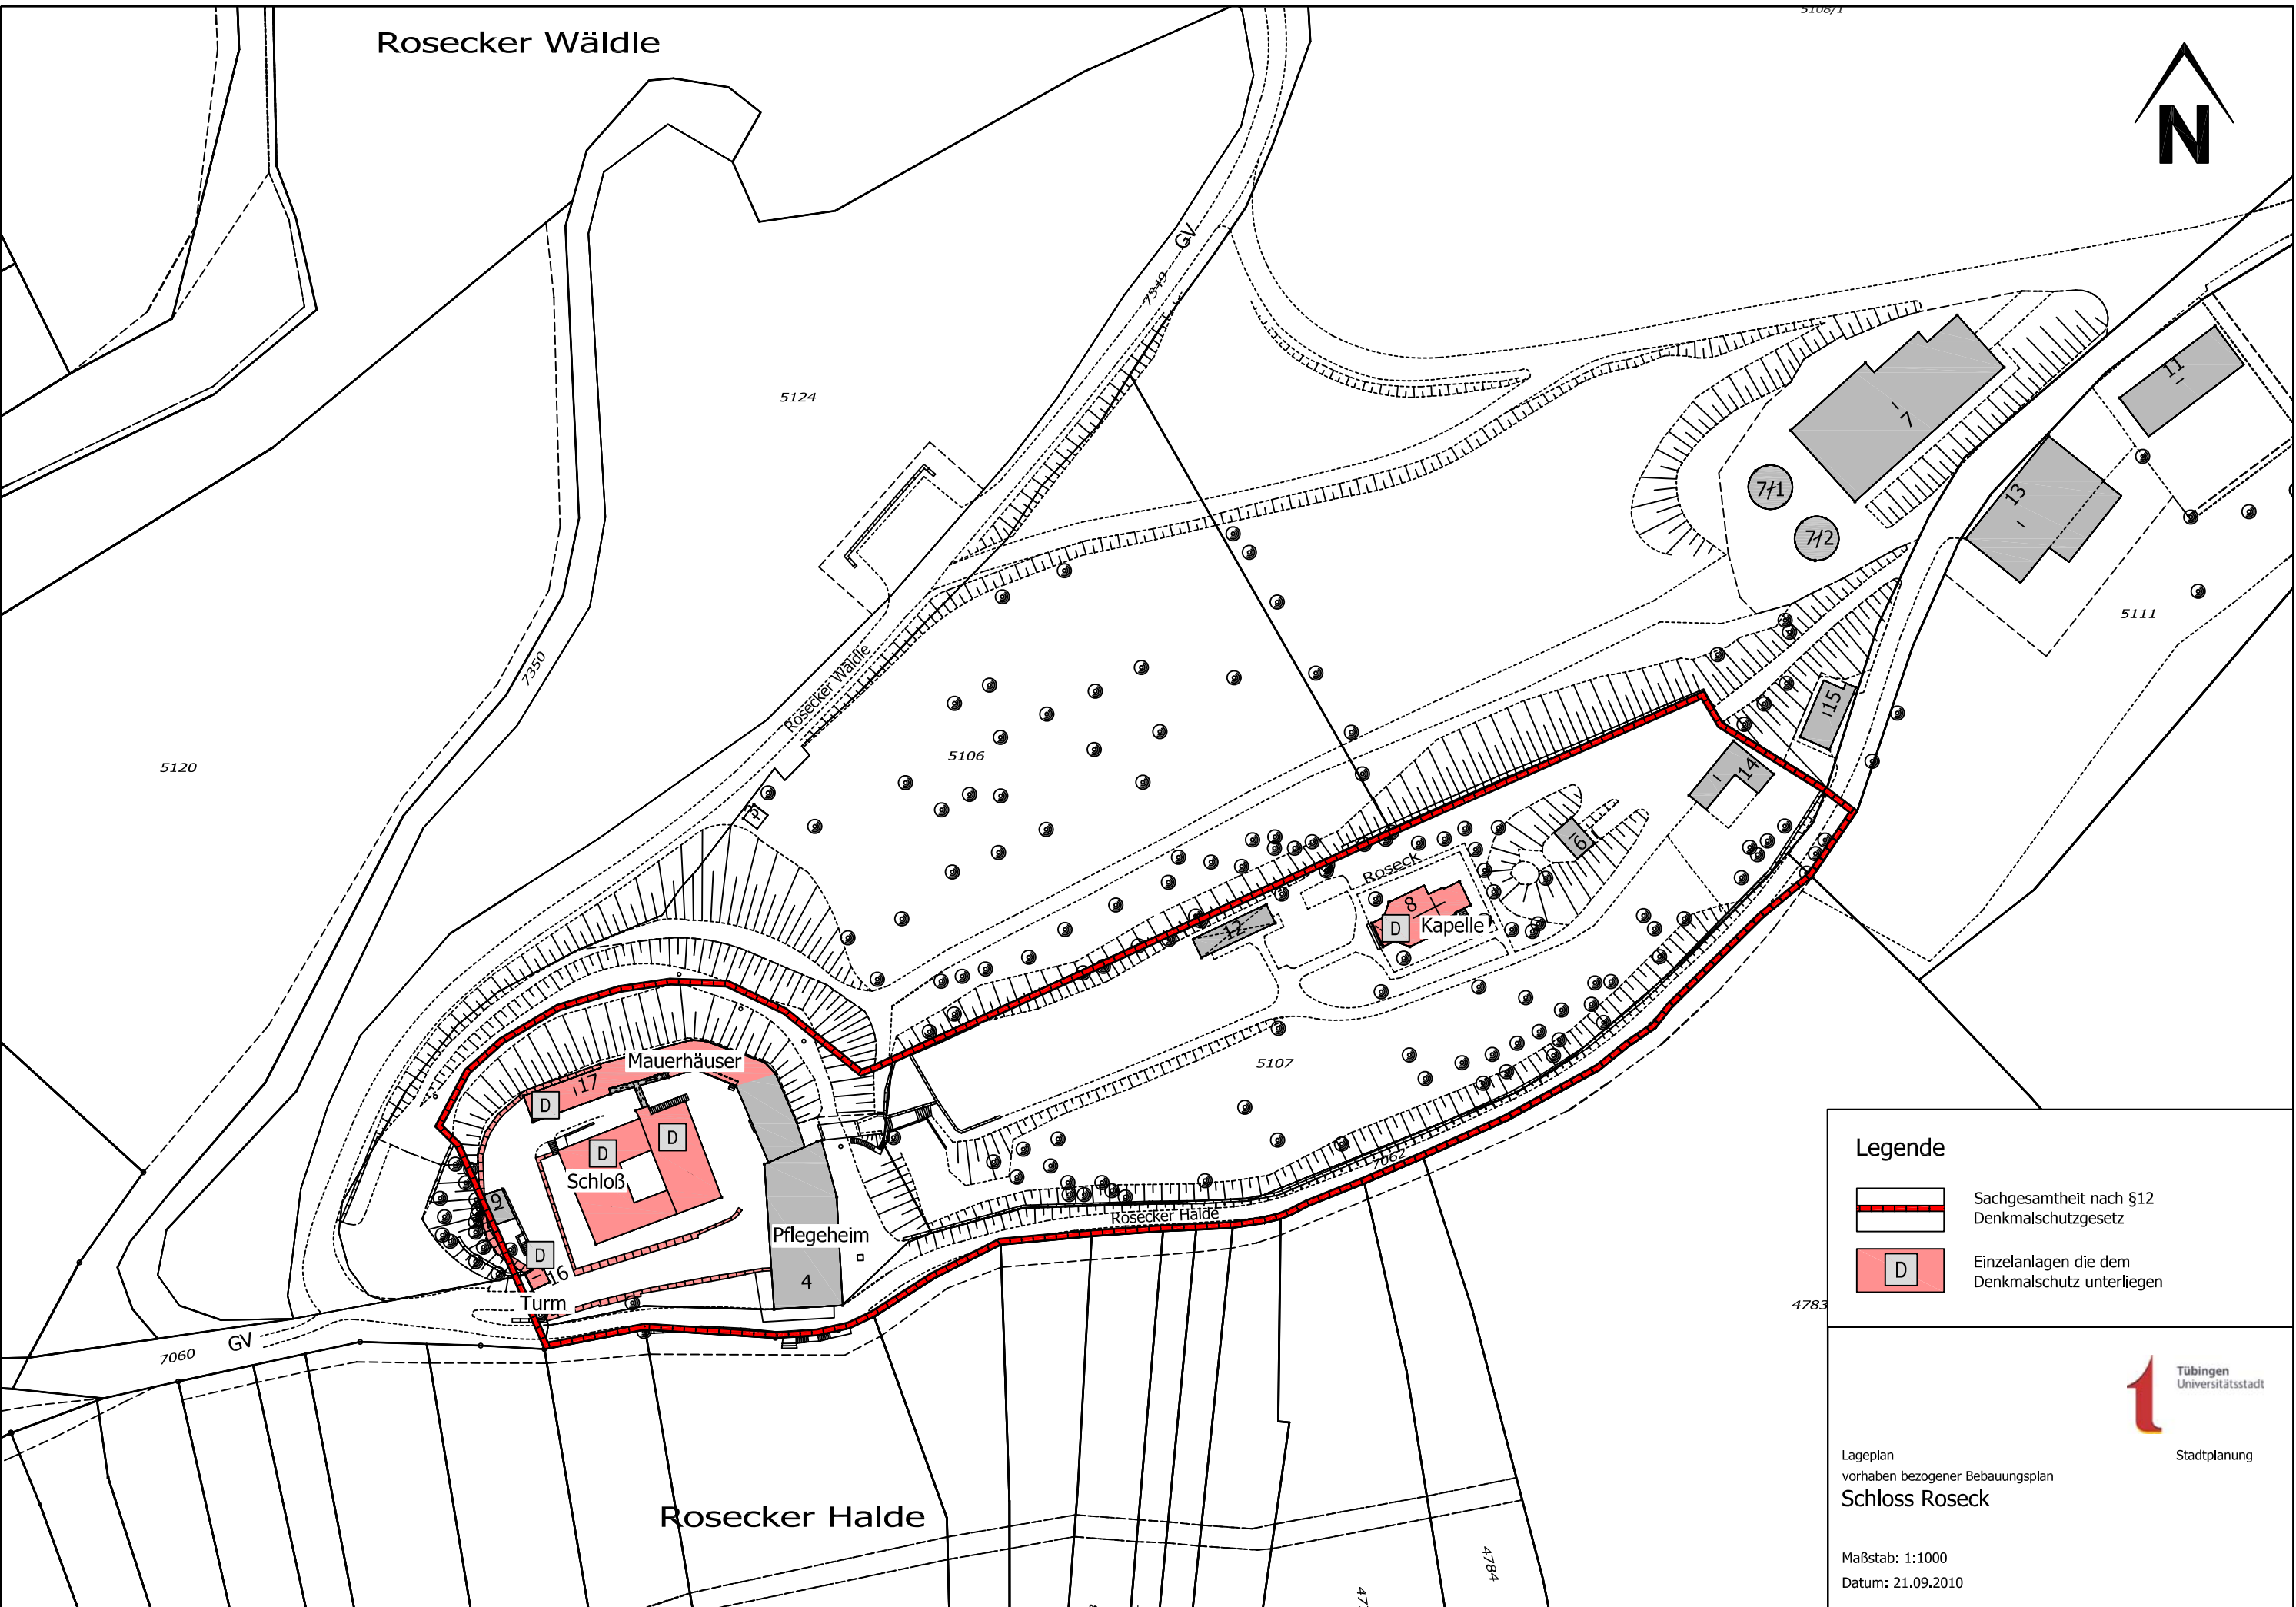 5108/1
Rosecker Wäldle
N
GV
7349
5124
11
7
13
7/1
7/2
5111
7350
Rosecker Wäldle
15
5106
5120
14
3
6
Roseck
8
D
Kapelle
12
5107
Mauerhäuser
17
D
D
D
Schloß
9
7062
Rosecker Halde
Pflegeheim
D
16
4
Turm
4783
GV
7060
Rosecker Halde
4784
Legende
Sachgesamtheit nach §12
Denkmalschutzgesetz
D
Einzelanlagen die dem
Denkmalschutz unterliegen
Tübingen
Universitätsstadt
Lageplan
Stadtplanung
vorhaben bezogener Bebauungsplan
Schloss Roseck
Maßstab: 1:1000
Datum: 21.09.2010